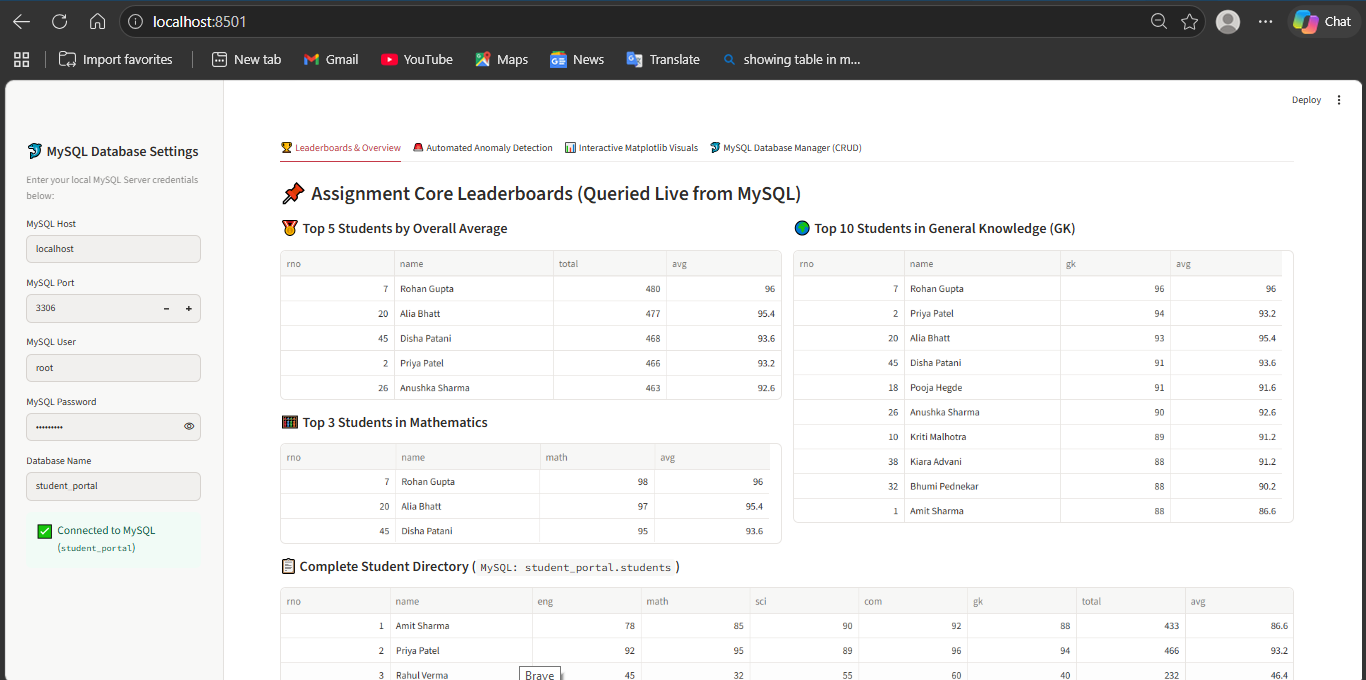 localhost:8501
Chat
Import favorites
New tab
Gmail
YouTube
Maps
News
Translate
showing table in m...
Deploy
MySQL Database Settings
Enter your local MySQL Server credentials
below:
MySQL Host
localhost
MySQL Port
3306
MySQL User
root
MySQL Password
•••••••••
Database Name
student_portal
Connected to MySQL
(student_portal)
Leaderboards & Overview
Automated Anomaly Detection
Interactive Matplotlib Visuals
MySQL Database Manager (CRUD)
Assignment Core Leaderboards (Queried Live from MySQL)
Top 5 Students by Overall Average
rno name total avg
7 Rohan Gupta 480 96
20 Alia Bhatt 477 95.4
45 Disha Patani 468 93.6
2 Priya Patel 466 93.2
26 Anushka Sharma 463 92.6
Top 3 Students in Mathematics
rno name math avg
7 Rohan Gupta 98 96
20 Alia Bhatt 97 95.4
45 Disha Patani 95 93.6
Top 10 Students in General Knowledge (GK)
rno name gk avg
7 Rohan Gupta 96 96
2 Priya Patel 94 93.2
20 Alia Bhatt 93 95.4
45 Disha Patani 91 93.6
18 Pooja Hegde 91 91.6
26 Anushka Sharma 90 92.6
10 Kriti Malhotra 89 91.2
38 Kiara Advani 88 91.2
32 Bhumi Pednekar 88 90.2
1 Amit Sharma 88 86.6
Complete Student Directory ( MySQL: student_portal.students )
rno name eng math sci com gk total avg
1 Amit Sharma 78 85 90 92 88 433 86.6
2 Priya Patel 92 95 89 96 94 466 93.2
3 Rahul Verma 45 32 55 60 40 232 46.4
Brave